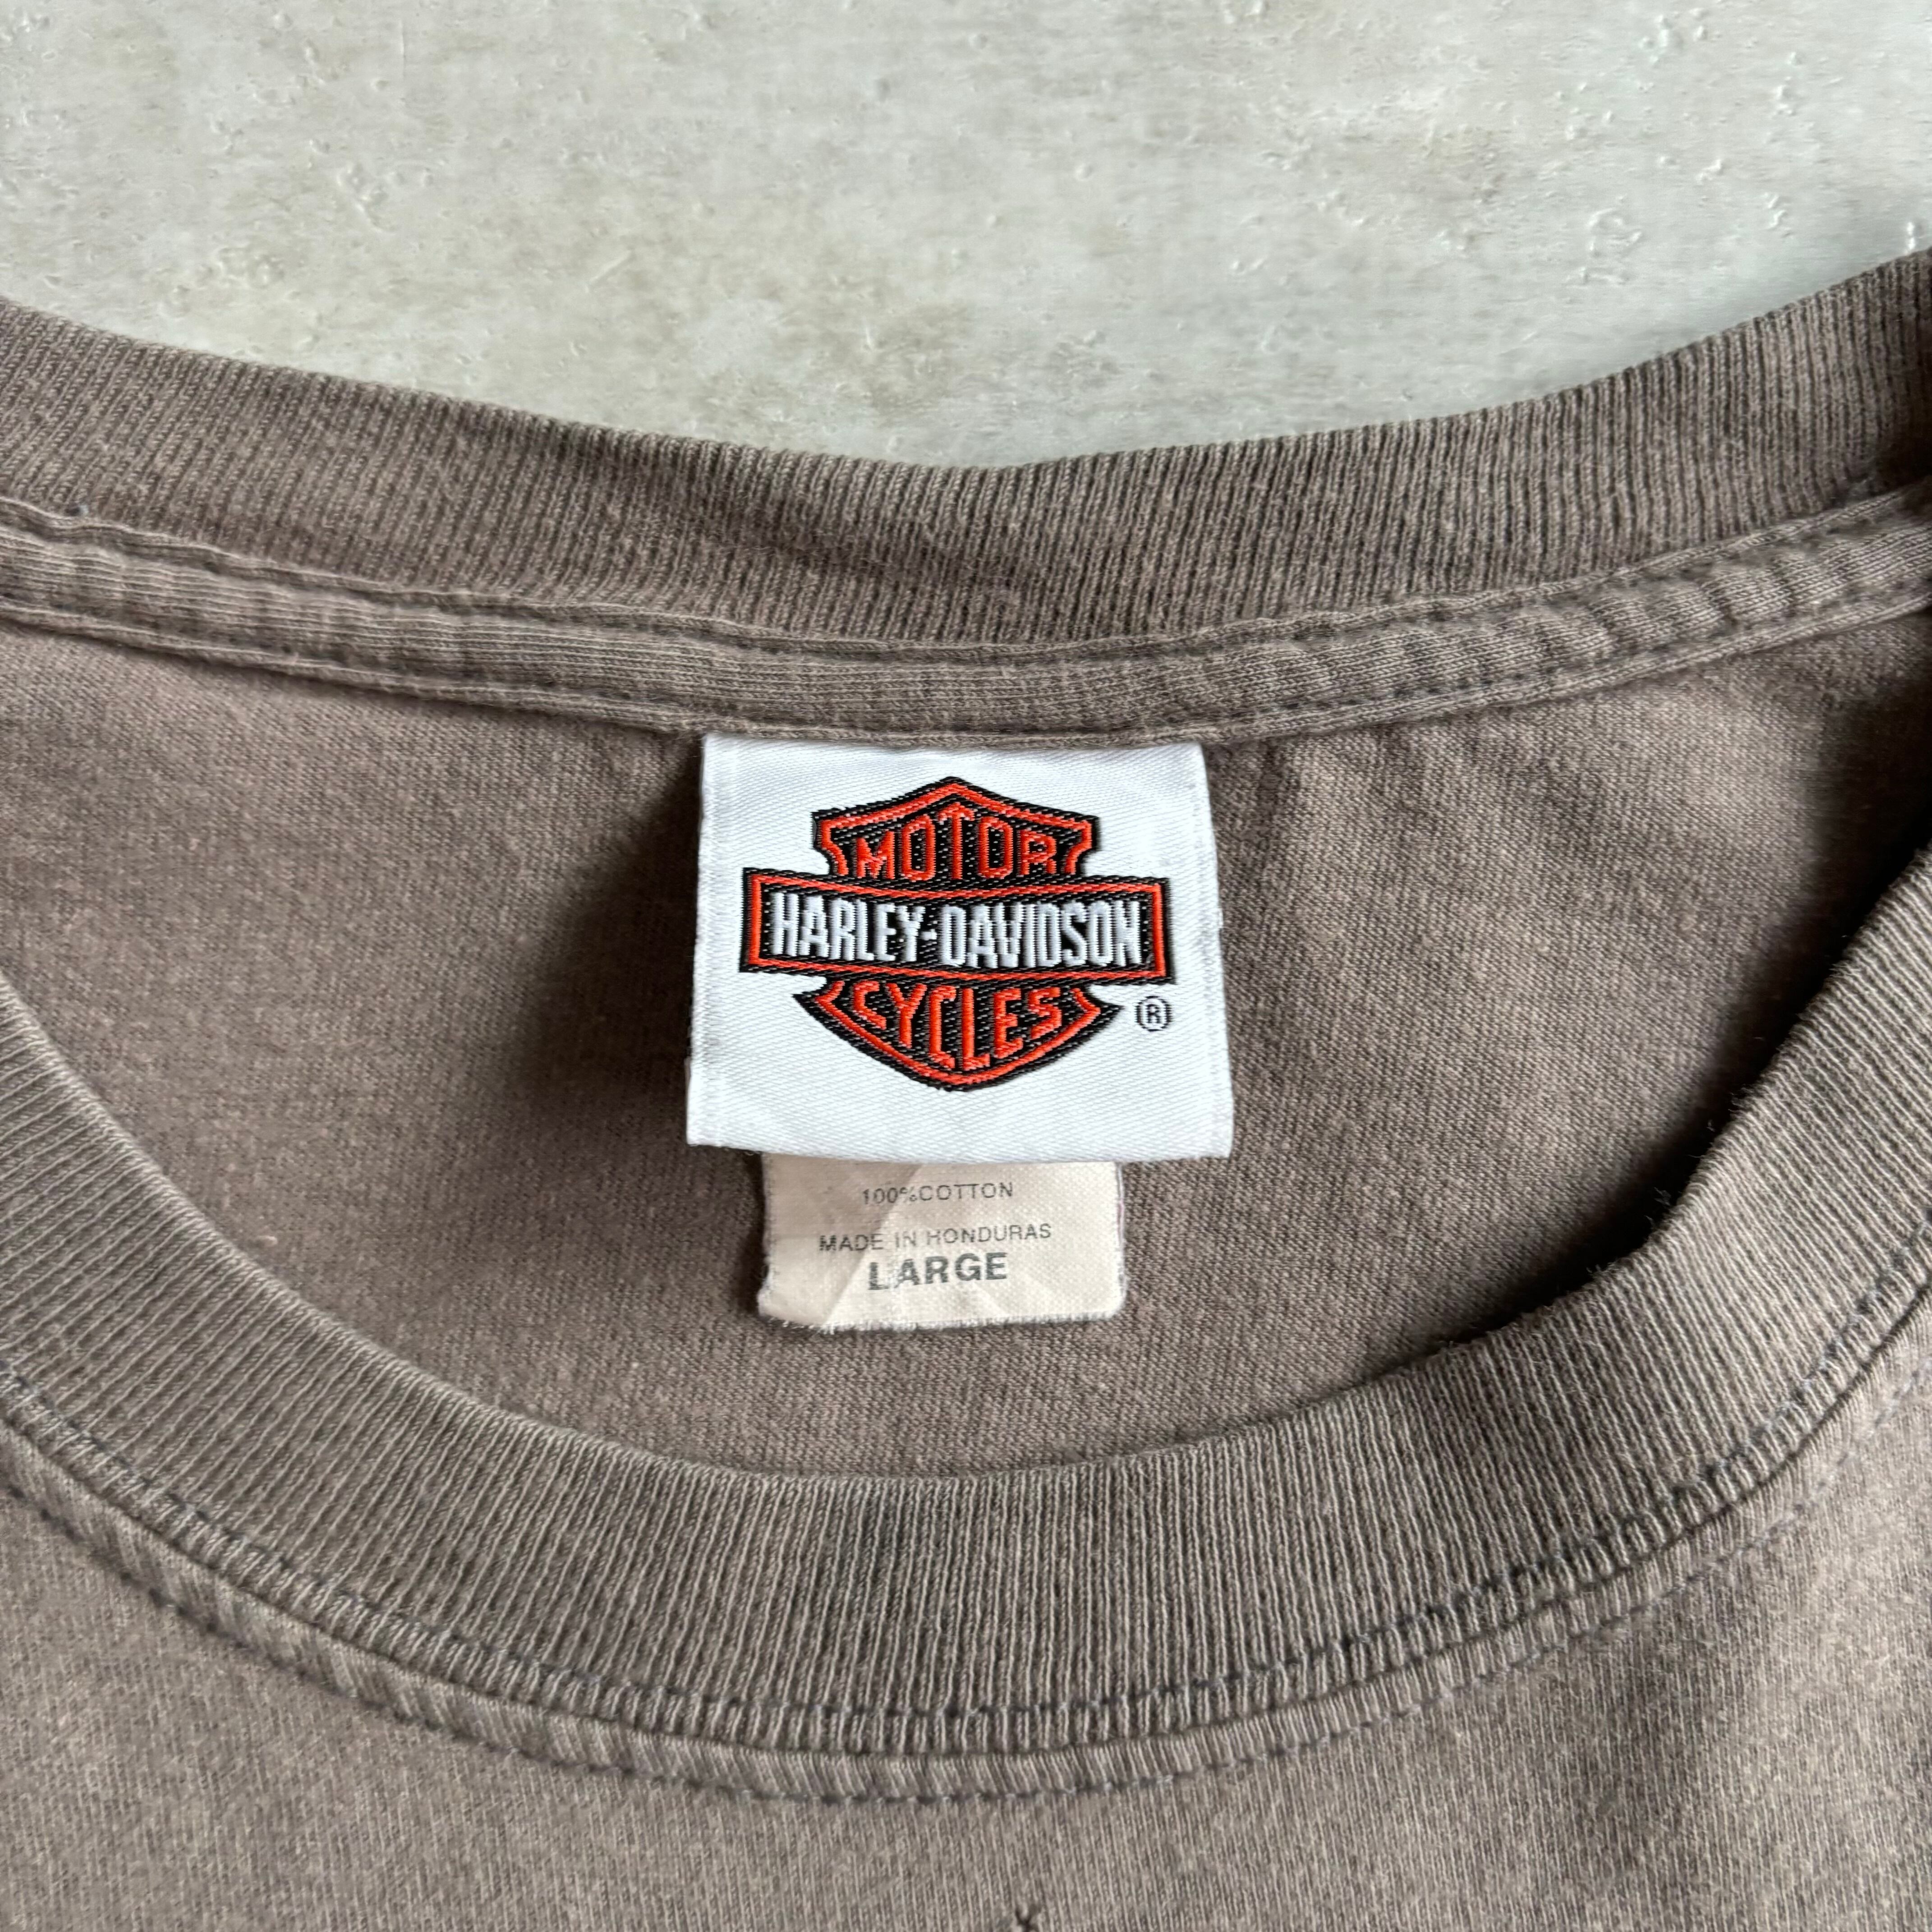 MOTOR
HARLEY-DAVIDSON
CYCLES ®
100%COTTON
MADE IN HONDURAS
LARGE